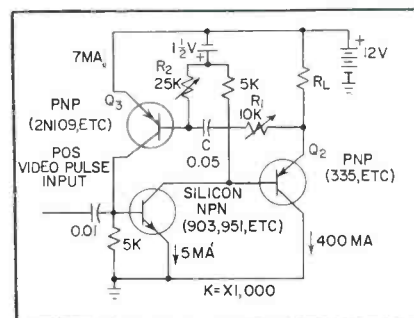 7MA
1½V
+
+
12V
R2
25K
5K
RL
PNP
(2N109,ETC)
Q3
R1
10K
C
0.05
POS
VIDEO PULSE
INPUT
Q2
PNP
(335,ETC)
SILICON
NPN
(903,951,ETC)
0.01
5K
5MA
400 MA
K=X1,000